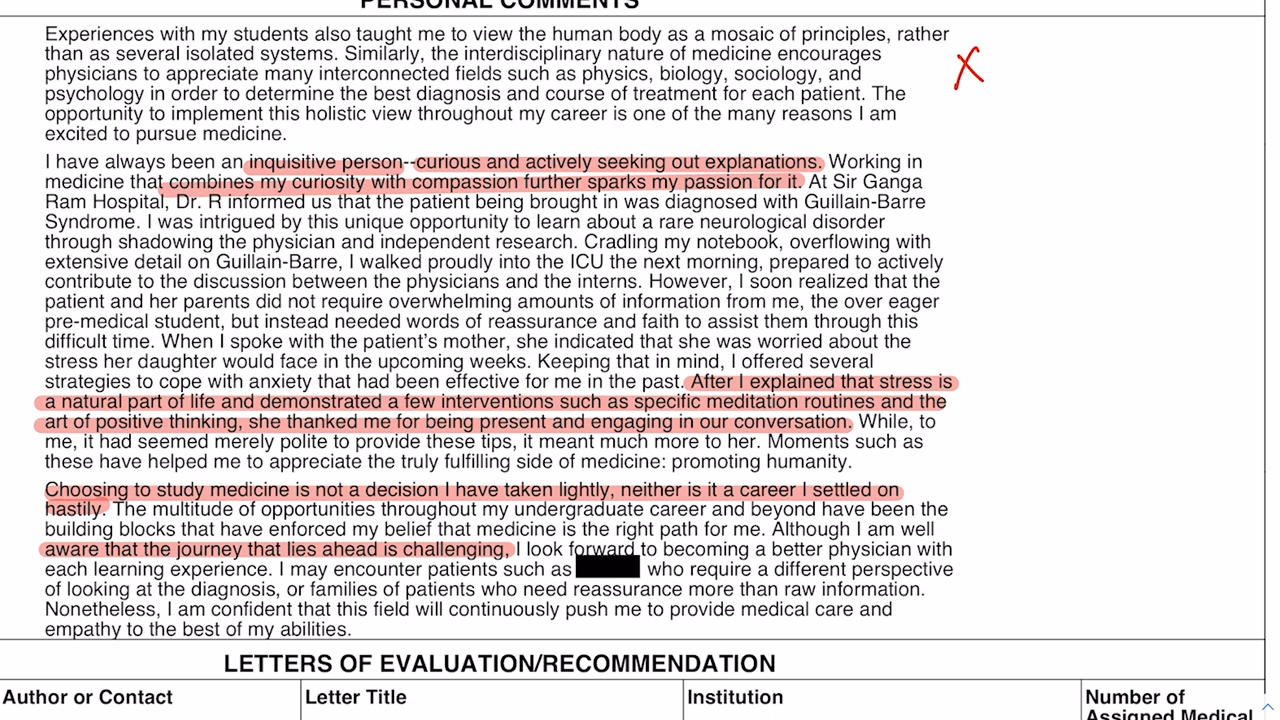 PERSONAL COMMENTS
Experiences with my students also taught me to view the human body as a mosaic of principles, rather
than as several isolated systems. Similarly, the interdisciplinary nature of medicine encourages
physicians to appreciate many interconnected fields such as physics, biology, sociology, and
psychology in order to determine the best diagnosis and course of treatment for each patient. The
opportunity to implement this holistic view throughout my career is one of the many reasons I am
excited to pursue medicine.
I have always been an inquisitive person--curious and actively seeking out explanations. Working in
medicine that combines my curiosity with compassion further sparks my passion for it. At Sir Ganga
Ram Hospital, Dr. R informed us that the patient being brought in was diagnosed with Guillain-Barre
Syndrome. I was intrigued by this unique opportunity to learn about a rare neurological disorder
through shadowing the physician and independent research. Cradling my notebook, overflowing with
extensive detail on Guillain-Barre, I walked proudly into the ICU the next morning, prepared to actively
contribute to the discussion between the physicians and the interns. However, I soon realized that the
patient and her parents did not require overwhelming amounts of information from me, the over eager
pre-medical student, but instead needed words of reassurance and faith to assist them through this
difficult time. When I spoke with the patient's mother, she indicated that she was worried about the
stress her daughter would face in the upcoming weeks. Keeping that in mind, I offered several
strategies to cope with anxiety that had been effective for me in the past. After I explained that stress is
a natural part of life and demonstrated a few interventions such as specific meditation routines and the
art of positive thinking, she thanked me for being present and engaging in our conversation. While, to
me, it had seemed merely polite to provide these tips, it meant much more to her. Moments such as
these have helped me to appreciate the truly fulfilling side of medicine: promoting humanity.
Choosing to study medicine is not a decision I have taken lightly, neither is it a career I settled on
hastily. The multitude of opportunities throughout my undergraduate career and beyond have been the
building blocks that have enforced my belief that medicine is the right path for me. Although I am well
aware that the journey that lies ahead is challenging, I look forward to becoming a better physician with
each learning experience. I may encounter patients such as who require a different perspective
of looking at the diagnosis, or families of patients who need reassurance more than raw information.
Nonetheless, I am confident that this field will continuously push me to provide medical care and
empathy to the best of my abilities.
LETTERS OF EVALUATION/RECOMMENDATION
Author or Contact Letter Title Institution Number of
Assigned Medical